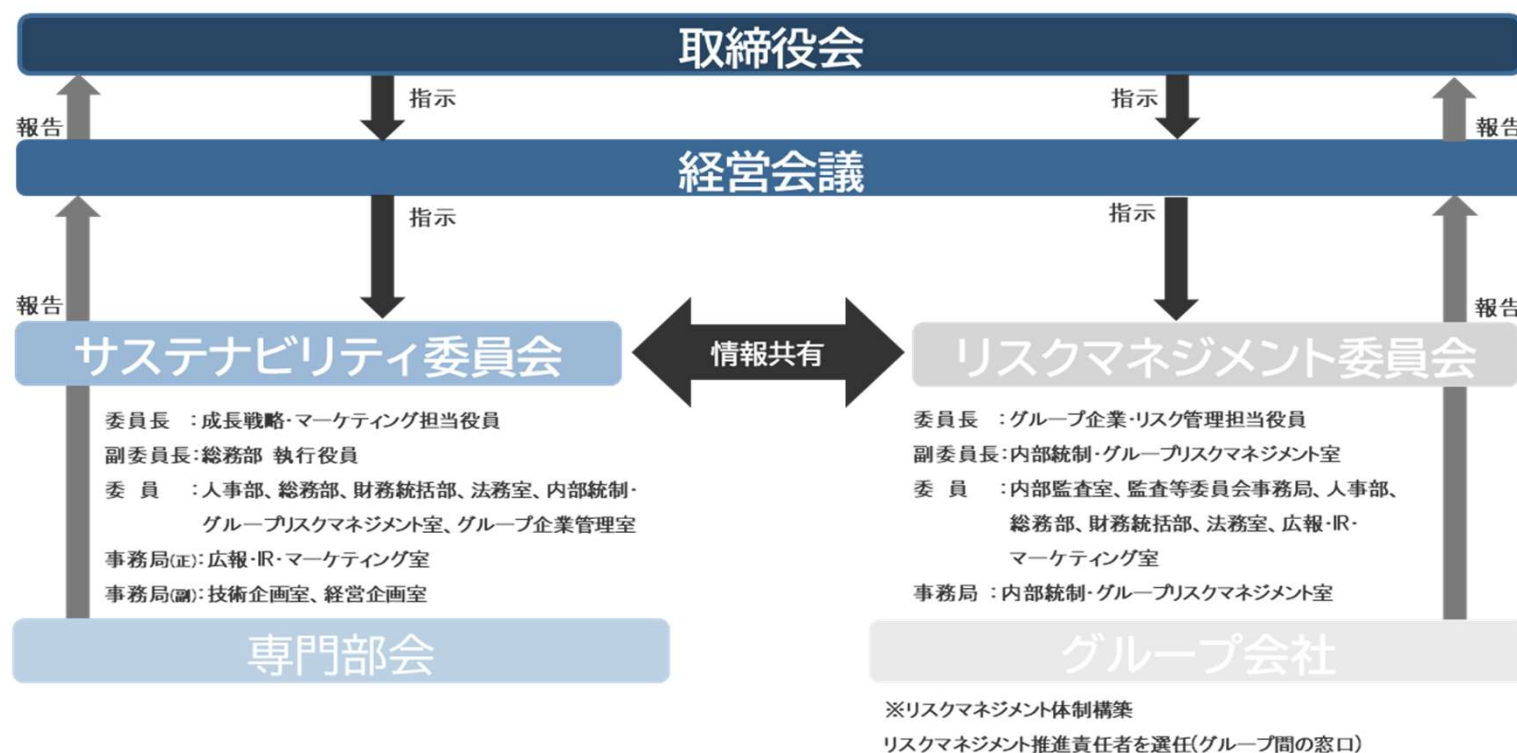 取締役会
指示
指示
報告
報告
経営会議
指示
指示
報告
報告
サステナビリティ委員会
情報共有
リスクマネジメント委員会
委員長 :成長戦略・マーケティング担当役員
副委員長:総務部 執行役員
委 員 :人事部、総務部、財務統括部、法務室、内部統制・
グループリスクマネジメント室、グループ企業管理室
事務局(正):広報・IR・マーケティング室
事務局(副):技術企画室、経営企画室
委員長 :グループ企業・リスク管理担当役員
副委員長:内部統制・グループリスクマネジメント室
委 員 :内部監査室、監査等委員会事務局、人事部、
総務部、財務統括部、法務室、広報・IR・
マーケティング室
事務局 :内部統制・グループリスクマネジメント室
専門部会
グループ会社
※リスクマネジメント体制構築
リスクマネジメント推進責任者を選任(グループ間の窓口)